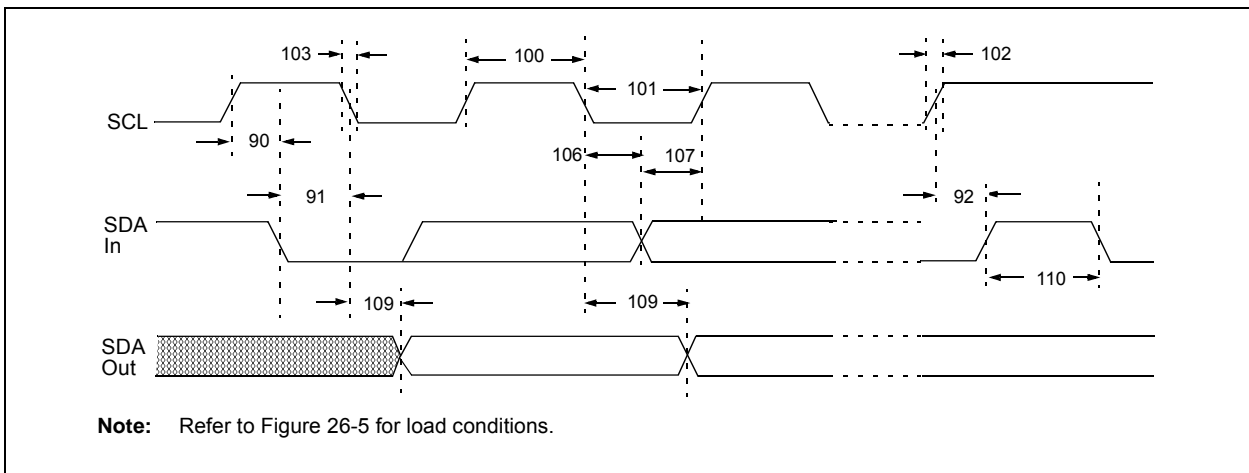 103
100
102
101
SCL
90
106
107
91
92
SDA
In
110
109
109
SDA
Out
Note: Refer to Figure 26-5 for load conditions.